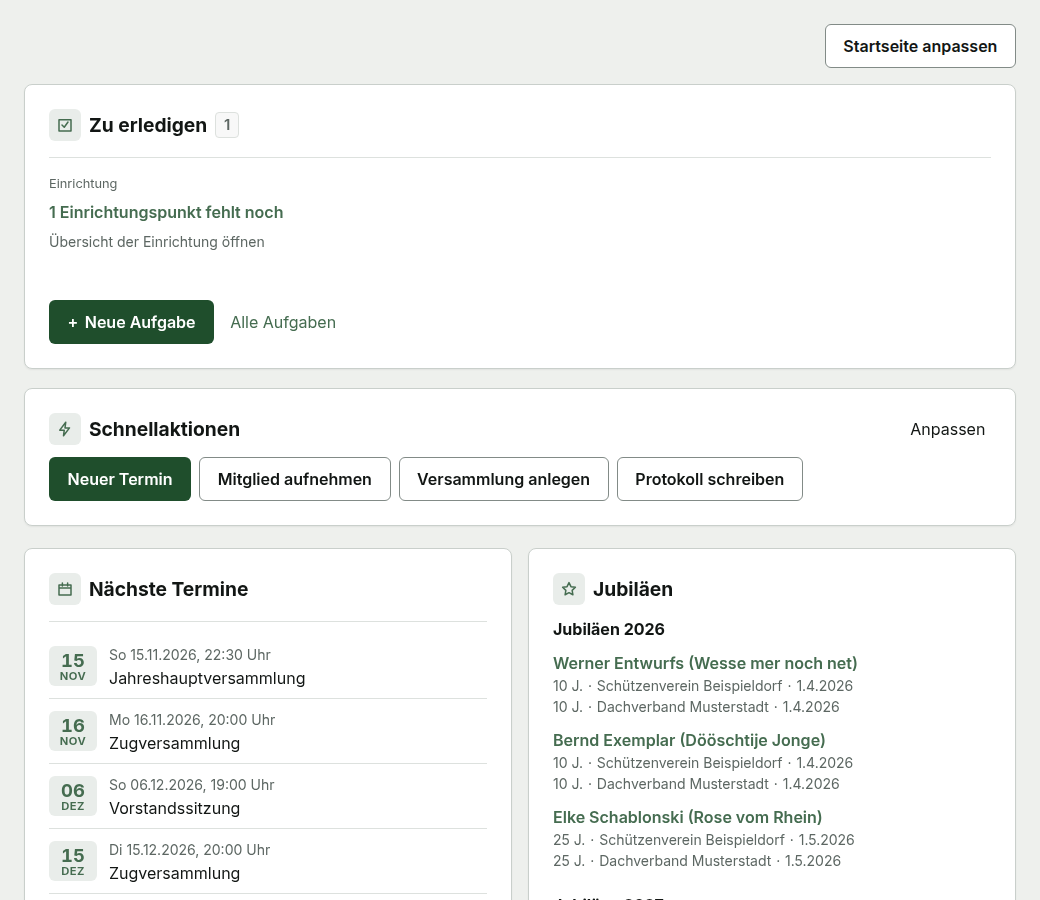 Startseite anpassen
Zu erledigen 1
Einrichtung
1 Einrichtungspunkt fehlt noch
Übersicht der Einrichtung öffnen
+ Neue Aufgabe
Alle Aufgaben
Schnellaktionen
Anpassen
Neuer Termin
Mitglied aufnehmen
Versammlung anlegen
Protokoll schreiben
Nächste Termine
15
NOV
So 15.11.2026, 22:30 Uhr
Jahreshauptversammlung
16
NOV
Mo 16.11.2026, 20:00 Uhr
Zugversammlung
06
DEZ
So 06.12.2026, 19:00 Uhr
Vorstandssitzung
15
DEZ
Di 15.12.2026, 20:00 Uhr
Zugversammlung
Jubiläen
Jubiläen 2026
Werner Entwurfs (Wesse mer noch net)
10 J. · Schützenverein Beispieldorf · 1.4.2026
10 J. · Dachverband Musterstadt · 1.4.2026
Bernd Exemplar (Dööschtije Jonge)
10 J. · Schützenverein Beispieldorf · 1.4.2026
10 J. · Dachverband Musterstadt · 1.4.2026
Elke Schablonski (Rose vom Rhein)
25 J. · Schützenverein Beispieldorf · 1.5.2026
25 J. · Dachverband Musterstadt · 1.5.2026